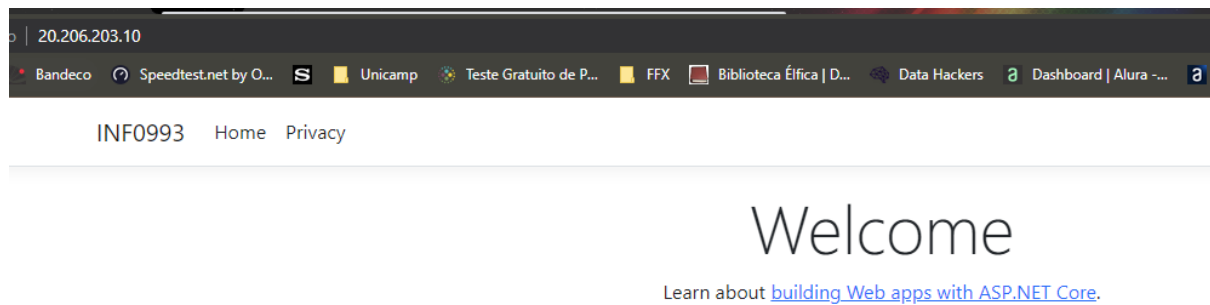 20.206.203.10
Bandeco Speedtest.net by O... S Unicamp Teste Gratuito de P... FFX Biblioteca Élfica | D... Data Hackers a Dashboard | Alura -... a
INF0993 Home Privacy
Welcome
Learn about building Web apps with ASP.NET Core.